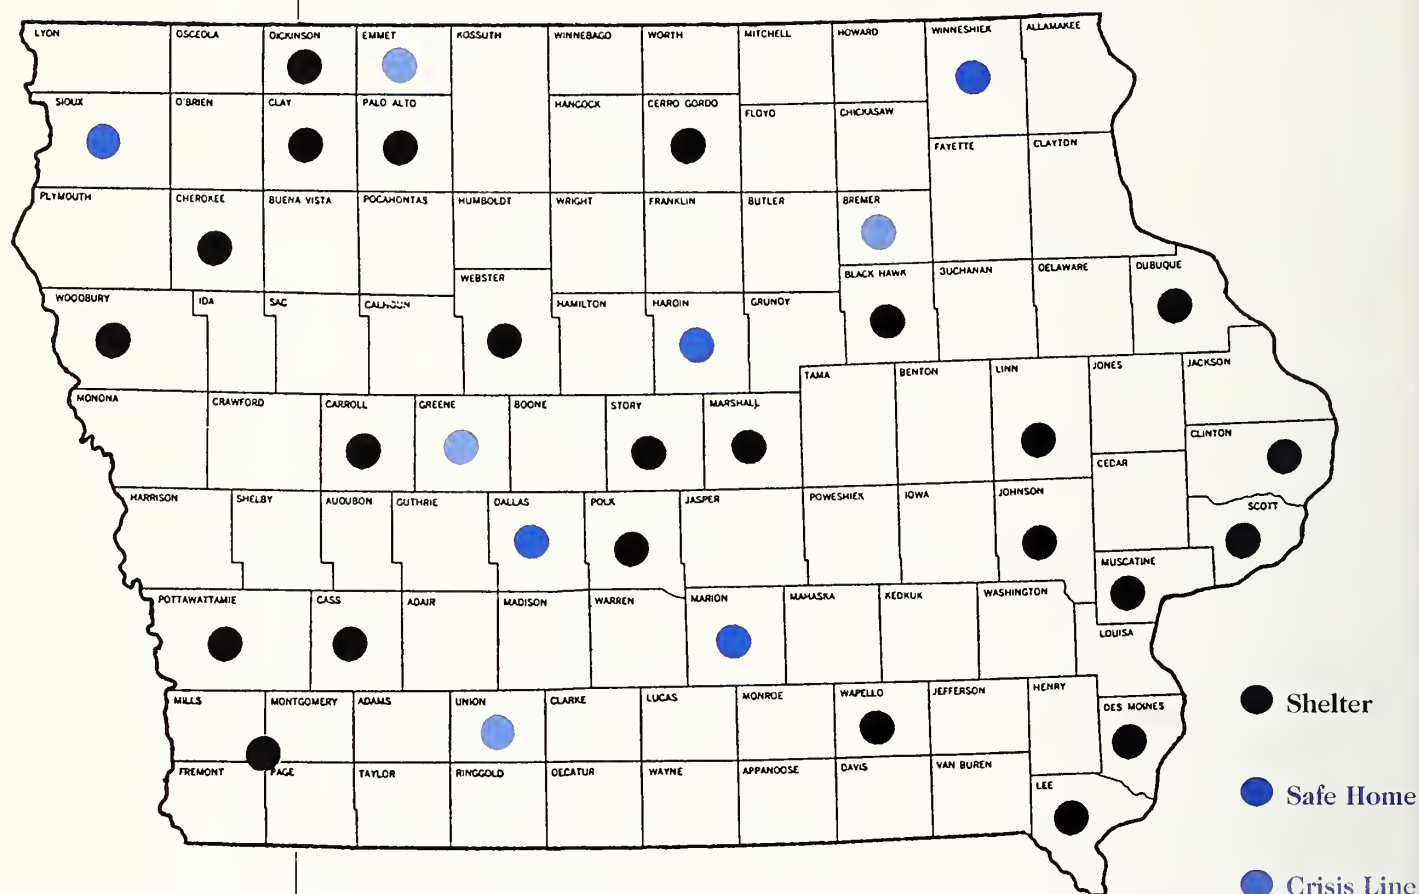 LYON OSCEOLA DICKINSON EMMET KOSSUTH WINNEBAGO WORTH MITCHELL HOWARD WINNESHIEK ALLAMAKEE
SIOUX O'BRIEN CLAY PALO ALTO HANCOCK CERRO GORDO FLOYD CHICKASAW
FAYETTE CLAYTON
PLYMOUTH CHEROKEE BUENA VISTA POCAHONTAS HUMBOLDT WRIGHT FRANKLIN BUTLER BREMER
WEBSTER BLACK HAWK BUCHANAN DELAWARE DUBUQUE
WOODBURY IDA SAC CALHOUN HAMILTON HARDIN GRUNDY
TAMA BENTON LINN JONES JACKSON
MONONA CRAWFORD CARROLL GREENE BOONE STORY MARSHALL
CLINTON
CEDAR
HARRISON SHELBY AUDUBON GUTHRIE DALLAS POLK JASPER POWESHIEK IOWA JOHNSON
SCOTT
MUSCATINE
POTTAWATTAMIE CASS ADAIR MADISON WARREN MARION MAHASKA KEOKUK WASHINGTON
LOUISA
MILLS MONTGOMERY ADAMS UNION CLARKE LUCAS MONROE WAPELLO JEFFERSON HENRY
DES MOINES
FREMONT PAGE TAYLOR RINGGOLD DECATUR WAYNE APPANOOSE DAVIS VAN BUREN
LEE
Shelter
Safe Home
Crisis Line